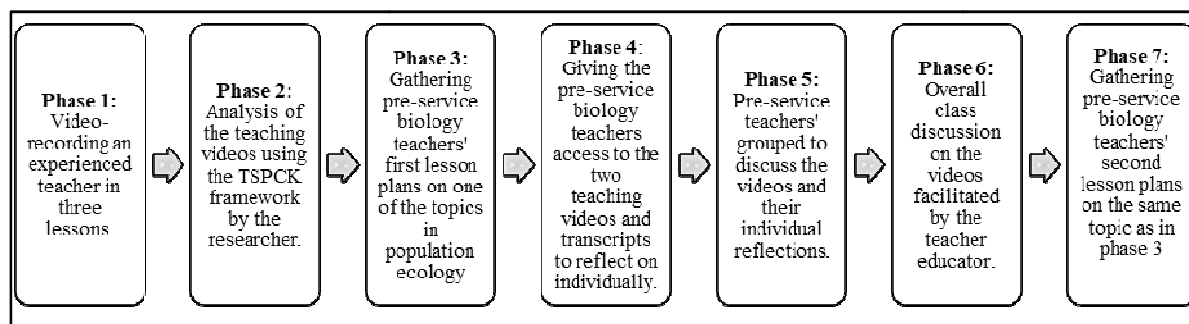 Phase 1:
Video-
recording an
experienced
teacher in
three
lessons
Phase 2:
Analysis of
the teaching
videos using
the TSPCK
framework
by the
researcher.
Phase 3:
Gathering
pre-service
biology
teachers'
first lesson
plans on one
of the topics
in
population
ecology
Phase 4:
Giving the
pre-service
biology
teachers
access to the
two
teaching
videos and
transcripts
to reflect on
individually.
Phase 5:
Pre-service
teachers'
grouped to
discuss the
videos and
their
individual
reflections.
Phase 6:
Overall
class
discussion
on the
videos
facilitated
by the
teacher
educator.
Phase 7:
Gathering
pre-service
biology
teachers'
second
lesson plans
on the same
topic as in
phase 3